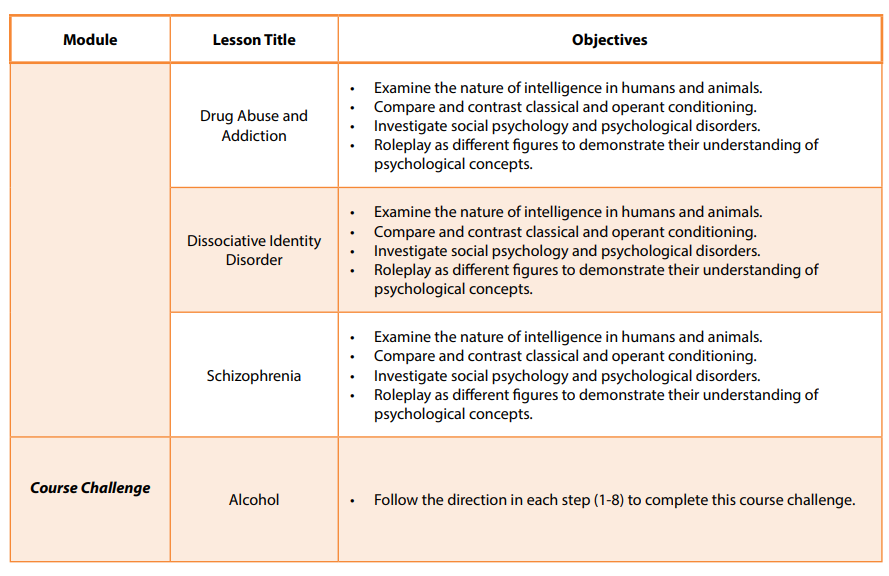 Module
Lesson Title
Objectives
Drug Abuse and
Addiction
• Examine the nature of intelligence in humans and animals.
• Compare and contrast classical and operant conditioning.
• Investigate social psychology and psychological disorders.
• Roleplay as different figures to demonstrate their understanding of
psychological concepts.
Dissociative Identity
Disorder
• Examine the nature of intelligence in humans and animals.
• Compare and contrast classical and operant conditioning.
• Investigate social psychology and psychological disorders.
• Roleplay as different figures to demonstrate their understanding of
psychological concepts.
Schizophrenia
• Examine the nature of intelligence in humans and animals.
• Compare and contrast classical and operant conditioning.
• Investigate social psychology and psychological disorders.
• Roleplay as different figures to demonstrate their understanding of
psychological concepts.
Course Challenge
Alcohol
• Follow the direction in each step (1-8) to complete this course challenge.